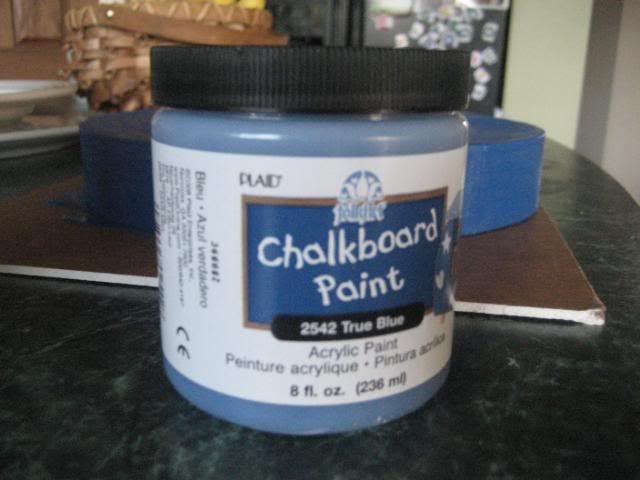 PLAID
FolkArt
Chalkboard
Paint
2542 True Blue
Acrylic Paint
Peinture acrylique • Pintura acrílica
8 fl. oz. (236 ml)
Bleu • Azul verdadero
CE